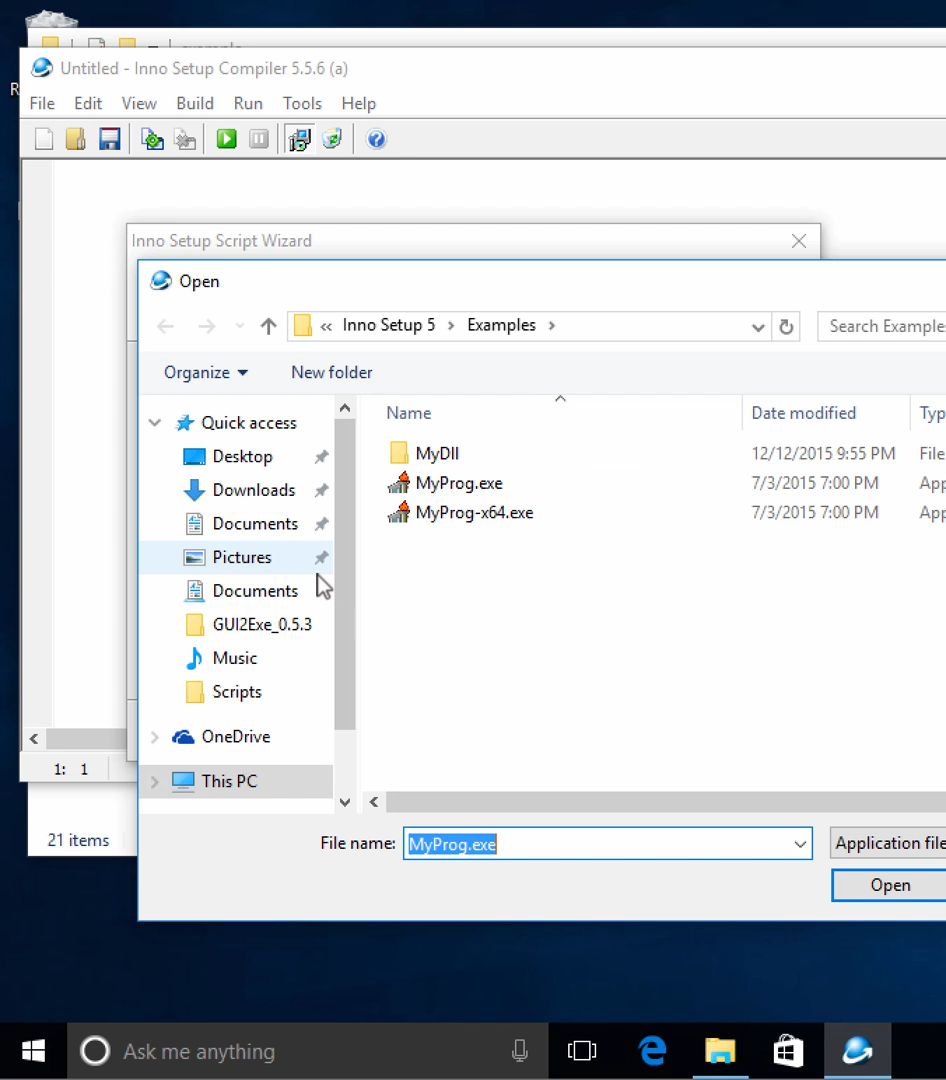 R
Untitled - Inno Setup Compiler 5.5.6 (a)
File Edit View Build Run Tools Help
Inno Setup Script Wizard
Open
« Inno Setup 5 > Examples >
Search Examples
Organize
New folder
Name
Date modified
Typ
Quick access
Desktop
Downloads
Documents
Pictures
Documents
GUI2Exe_0.5.3
Music
Scripts
OneDrive
This PC
MyDll 12/12/2015 9:55 PM File
MyProg.exe 7/3/2015 7:00 PM App
MyProg-x64.exe 7/3/2015 7:00 PM App
1: 1
21 items
File name: MyProg.exe
Application file
Open
Ask me anything